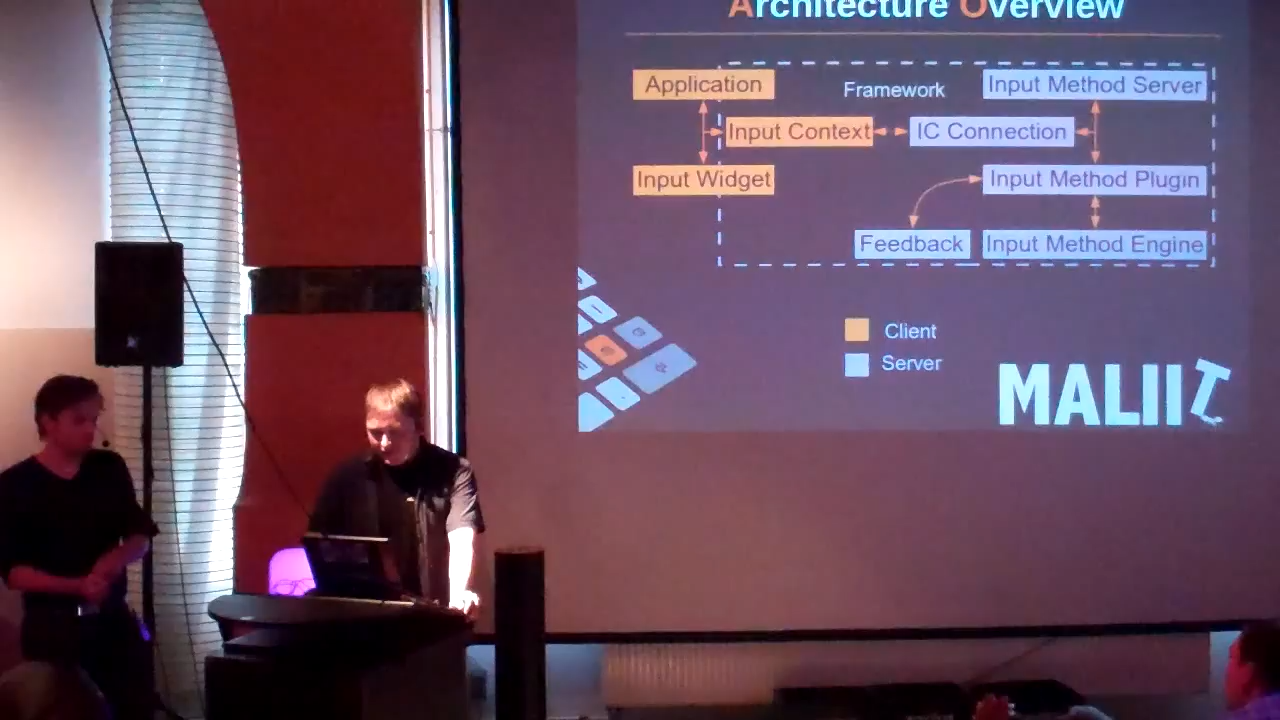 Architecture Overview
Application
Framework
Input Method Server
Input Context
IC Connection
Input Widget
Input Method Plugin
Feedback
Input Method Engine
Client
Server
MALIIT